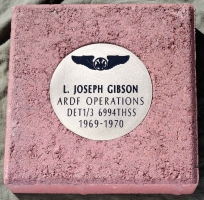 L. JOSEPH GIBSON
ARDF OPERATIONS
DET1/3 6994THSS
1969-1970